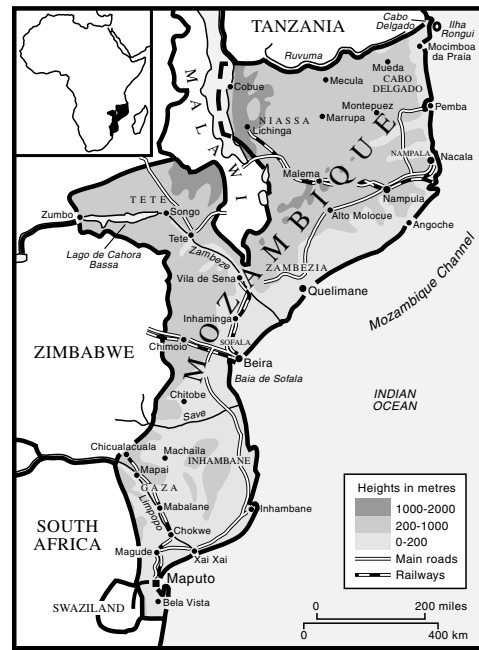 TANZANIA
Cabo
Delgado
Ilha
Rongui
Ruvuma
Mocimboa
da Praia
Mueda
CABO
DELGADO
Mecula
Cobue
Montepuez
Pemba
NIASSA
Marrupa
Lichinga
MALAWI
NAMPALA
Nacala
Malema
Nampula
TETE
Songo
Alto Molocue
Zumbo
Angoche
Tete
Lago de Cahora
Bassa
Zambeze
ZAMBEZIA
Vila de Sena
Quelimane
MOZAMBIQUE
Mozambique Channel
Inhaminga
SOFALA
ZIMBABWE
Chimoio
Beira
Baia de Sofala
INDIAN
OCEAN
Chitobe
Save
Chicualacuala
Machaila
INHAMBANE
Mapai
GAZA
Limpopo
Mabalane
Inhambane
SOUTH
AFRICA
Chokwe
Magude
Xai Xai
Maputo
SWAZILAND
Bela Vista
Heights in metres
1000-2000
200-1000
0-200
Main roads
Railways
0 200 miles
0 400 km